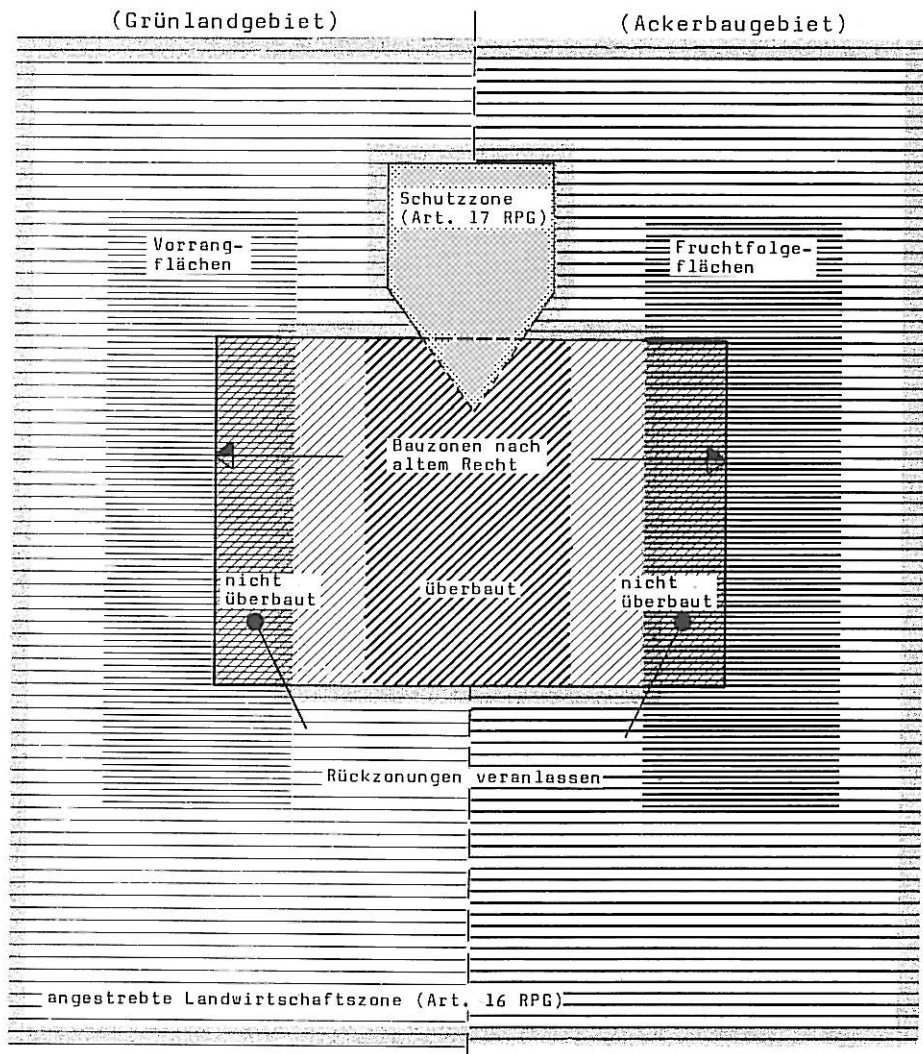 (Grünlandgebiet)
(Ackerbaugebiet)
Schutzzone
(Art. 17 RPG)
Vorrang-
flächen
Fruchtfolge-
flächen
Bauzonen nach
altem Recht
nicht
überbaut
überbaut
nicht
überbaut
Rückzonungen veranlassen
angestrebte Landwirtschaftszone (Art. 16 RPG)